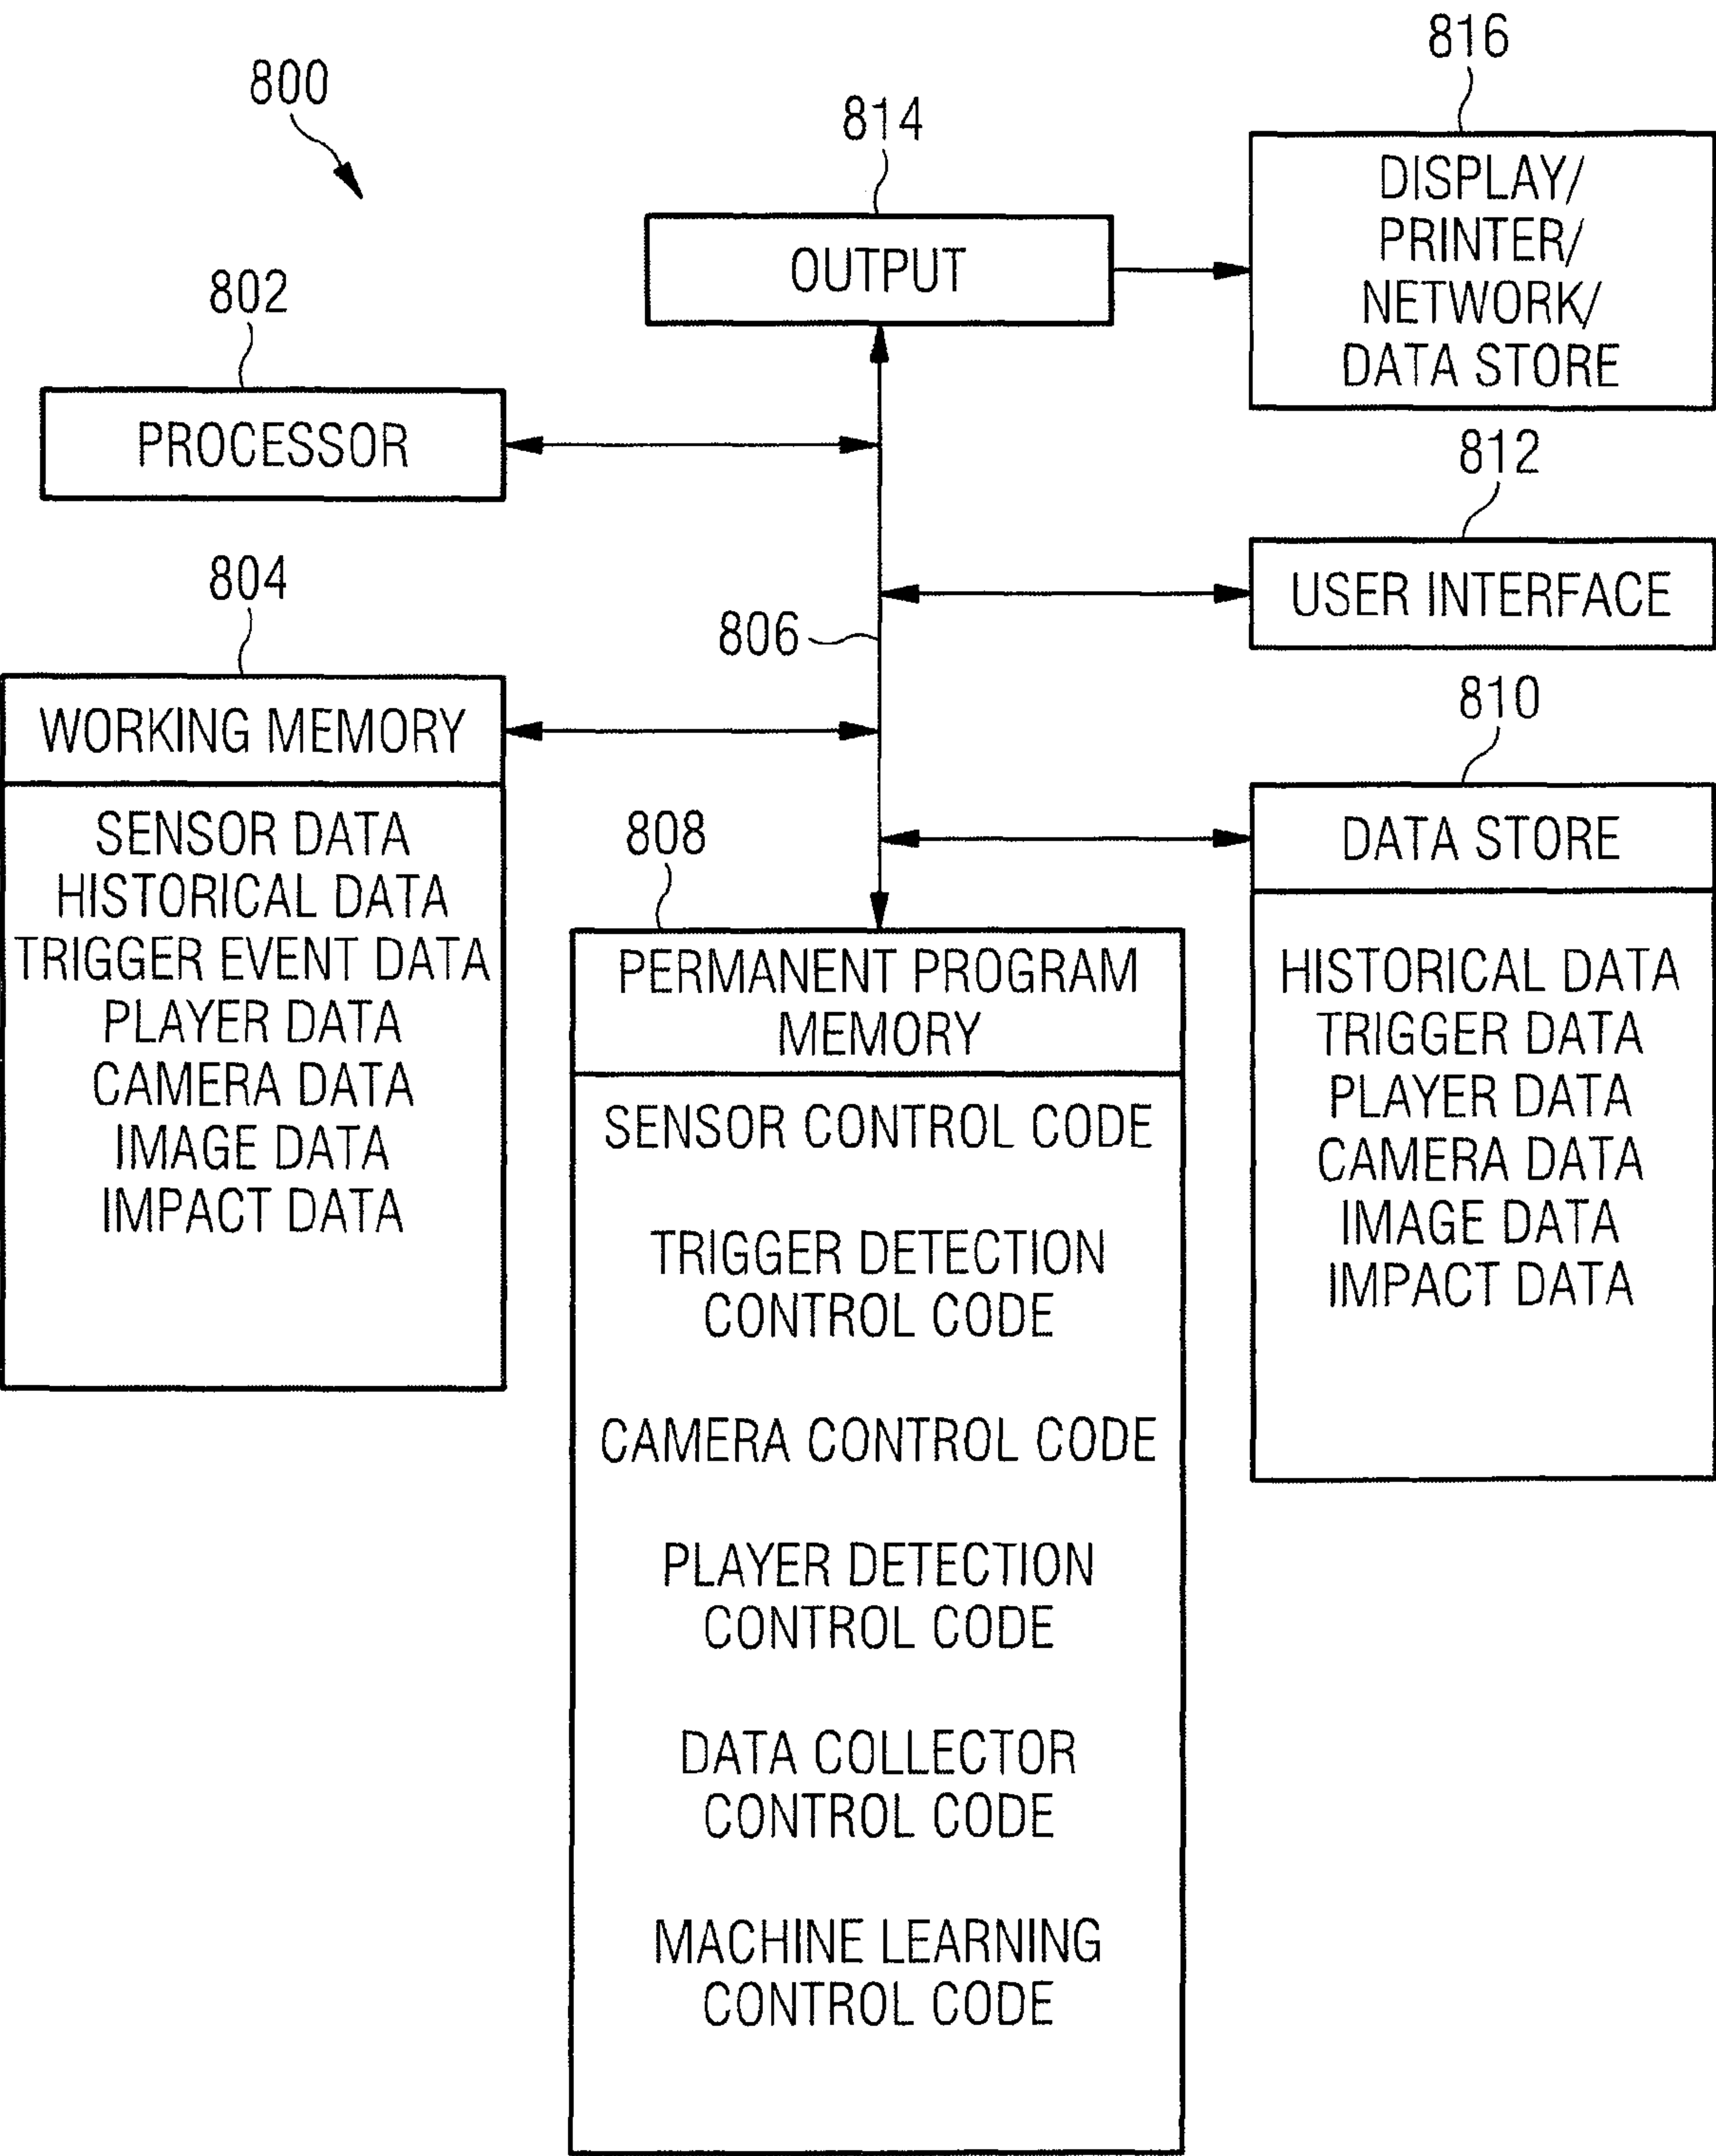 800
814
OUTPUT
816
DISPLAY/
PRINTER/
NETWORK/
DATA STORE
802
PROCESSOR
812
USER INTERFACE
804
WORKING MEMORY
SENSOR DATA
HISTORICAL DATA
TRIGGER EVENT DATA
PLAYER DATA
CAMERA DATA
IMAGE DATA
IMPACT DATA
806
810
DATA STORE
HISTORICAL DATA
TRIGGER DATA
PLAYER DATA
CAMERA DATA
IMAGE DATA
IMPACT DATA
808
PERMANENT PROGRAM
MEMORY
SENSOR CONTROL CODE
TRIGGER DETECTION
CONTROL CODE
CAMERA CONTROL CODE
PLAYER DETECTION
CONTROL CODE
DATA COLLECTOR
CONTROL CODE
MACHINE LEARNING
CONTROL CODE